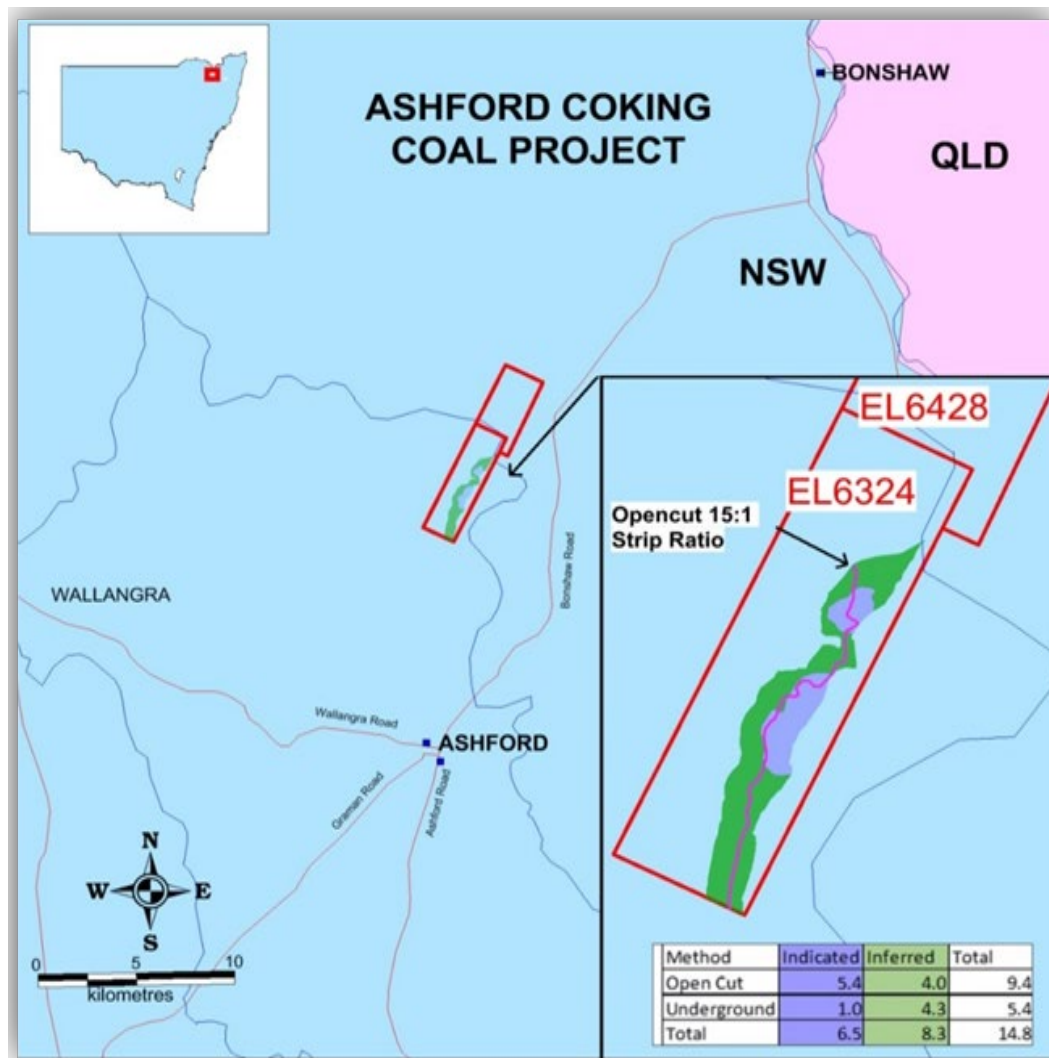 ASHFORD COKING
COAL PROJECT
BONSHAW
QLD
NSW
EL6428
EL6324
Opencut 15:1
Strip Ratio
WALLANGRA
Bonshaw Road
Wallangra Road
ASHFORD
Graman Road
Ashford Road
N
W E
S
0 10
kilometres
Method Indicated Inferred Total
Open Cut 5.4 4.0 9.4
Underground 1.0 4.3 5.4
Total 6.5 8.3 14.8